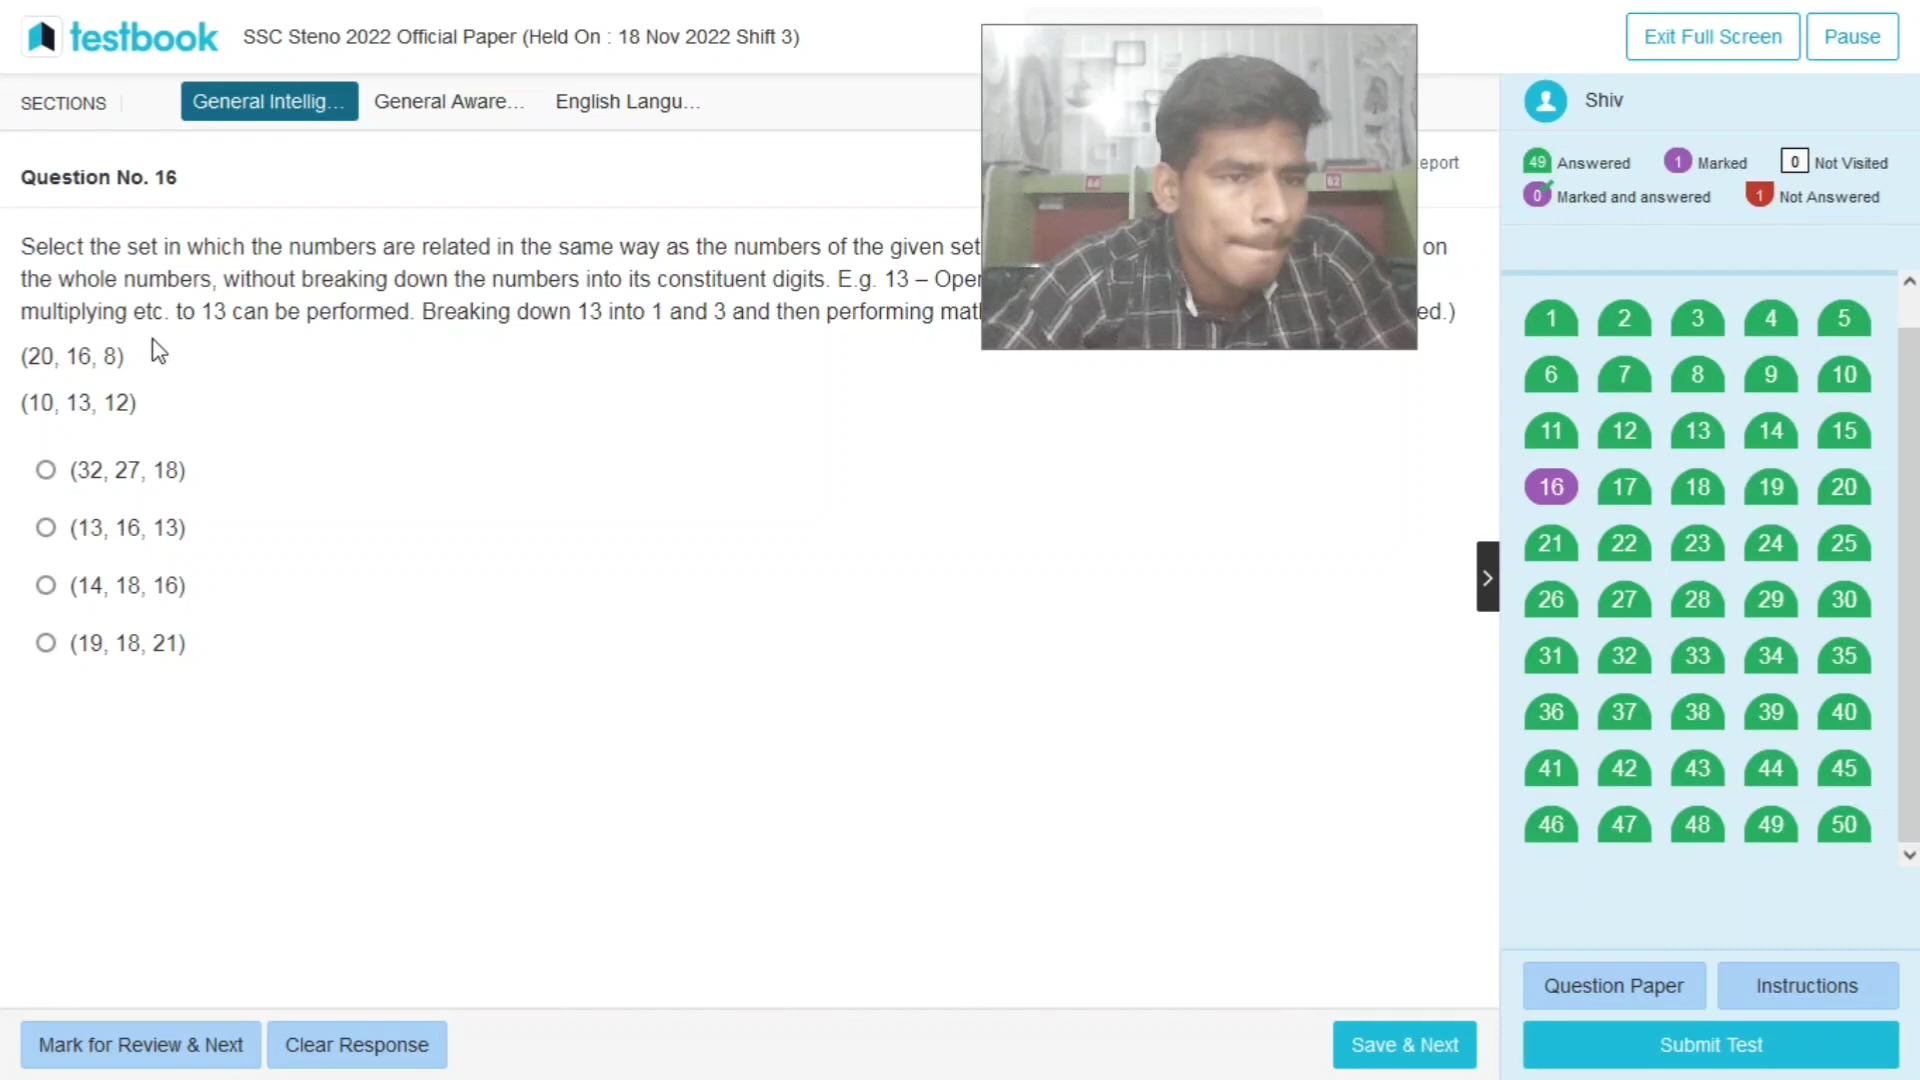 testbook SSC Steno 2022 Official Paper (Held On : 18 Nov 2022 Shift 3) Exit Full Screen Pause
SECTIONS General Intellig... General Aware... English Langu...
Shiv
49 Answered 1 Marked 0 Not Visited
0 Marked and answered 1 Not Answered
Question No. 16 eport
Select the set in which the numbers are related in the same way as the numbers of the given set on
the whole numbers, without breaking down the numbers into its constituent digits. E.g. 13 – Oper
multiplying etc. to 13 can be performed. Breaking down 13 into 1 and 3 and then performing mat ed.)
(20, 16, 8)
(10, 13, 12)
(32, 27, 18)
(13, 16, 13)
(14, 18, 16)
(19, 18, 21)
62
1 2 3 4 5
6 7 8 9 10
11 12 13 14 15
16 17 18 19 20
21 22 23 24 25
26 27 28 29 30
31 32 33 34 35
36 37 38 39 40
41 42 43 44 45
46 47 48 49 50
Question Paper Instructions
Mark for Review & Next Clear Response Save & Next Submit Test